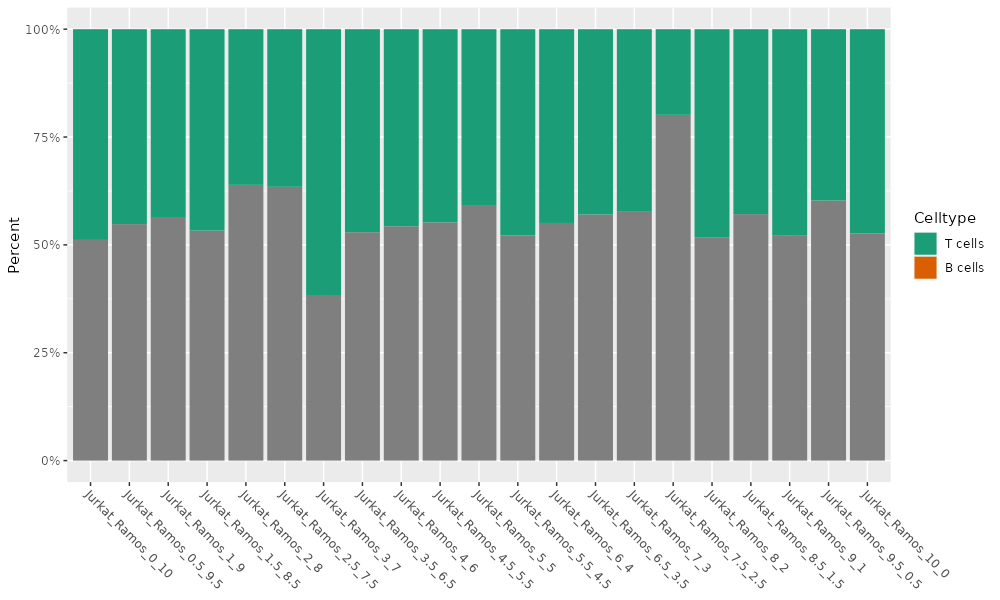 100%
75%
50%
25%
0%
Percent
Jurkat_Ramos_0_10
Jurkat_Ramos_0.5_9.5
Jurkat_Ramos_1_9
Jurkat_Ramos_1.5_8.5
Jurkat_Ramos_2_8
Jurkat_Ramos_2.5_7.5
Jurkat_Ramos_3_7
Jurkat_Ramos_3.5_6.5
Jurkat_Ramos_4_6
Jurkat_Ramos_4.5_5.5
Jurkat_Ramos_5_5
Jurkat_Ramos_5.5_4.5
Jurkat_Ramos_6_4
Jurkat_Ramos_6.5_3.5
Jurkat_Ramos_7_3
Jurkat_Ramos_7.5_2.5
Jurkat_Ramos_8_2
Jurkat_Ramos_8.5_1.5
Jurkat_Ramos_9_1
Jurkat_Ramos_9.5_0.5
Jurkat_Ramos_10_0
Celltype
T cells
B cells